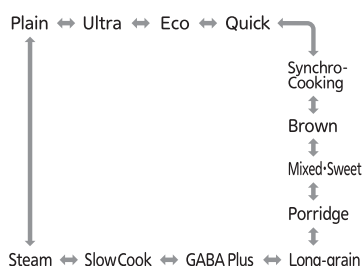 Plain Ultra Eco Quick
Synchro-
Cooking
Brown
Mixed•Sweet
Porridge
Steam SlowCook GABA Plus Long-grain